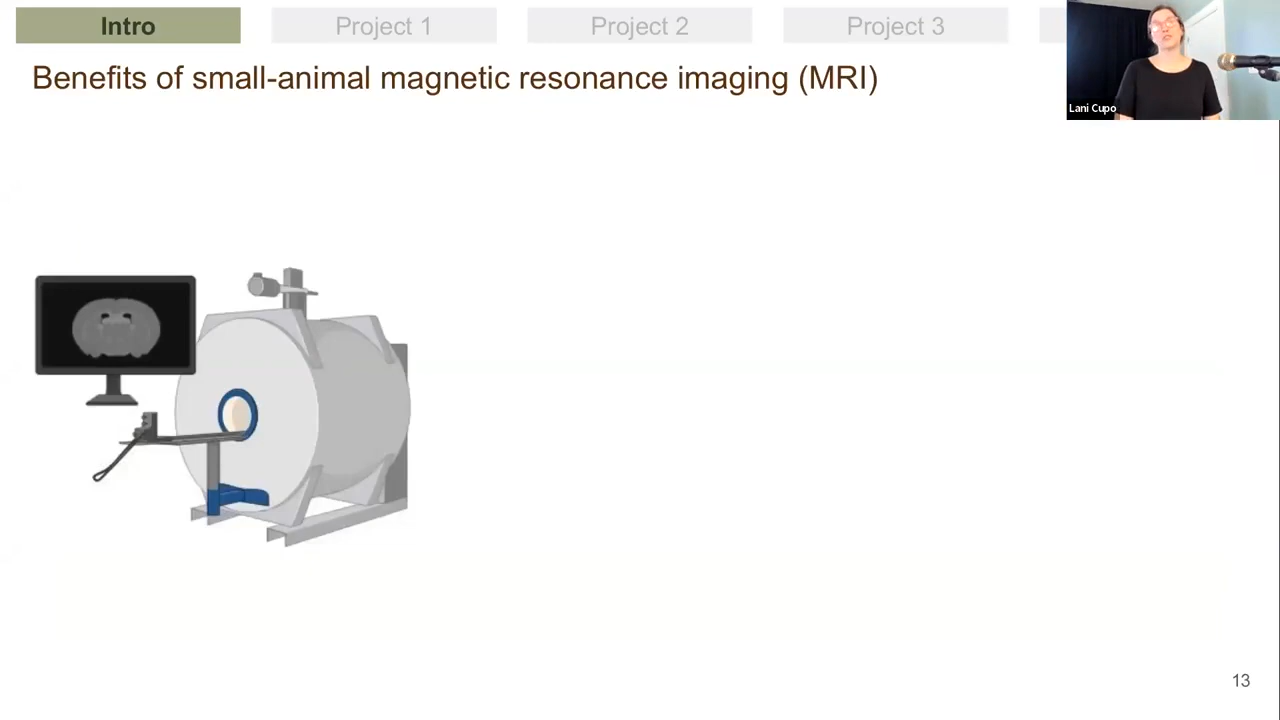 Intro
Project 1
Project 2
Project 3
Benefits of small-animal magnetic resonance imaging (MRI)
Lani Cupo
13